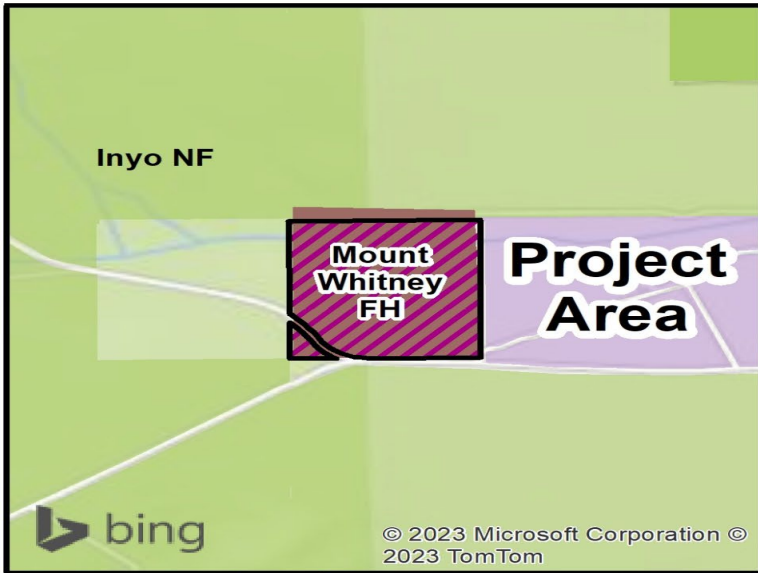 Inyo NF
Mount
Whitney
FH
Project
Area
bing
© 2023 Microsoft Corporation ©
2023 TomTom